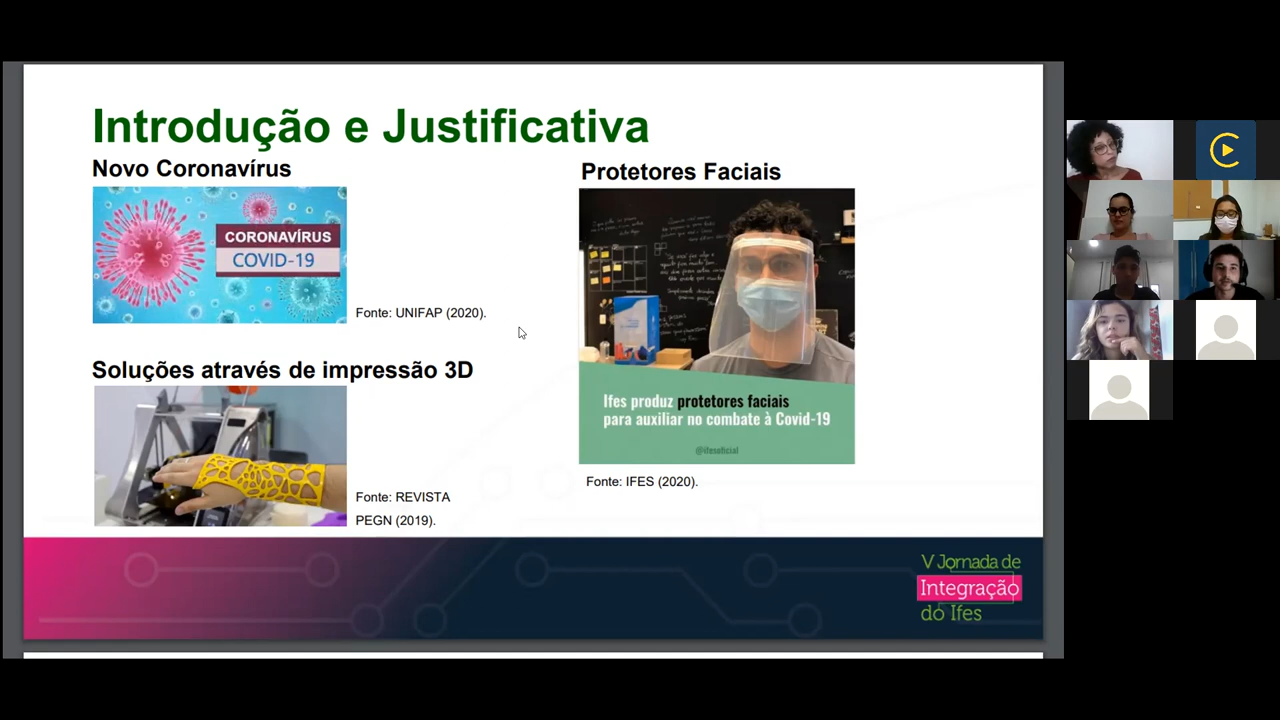 Introdução e Justificativa
Novo Coronavírus
CORONAVÍRUS
COVID-19
Fonte: UNIFAP (2020).
Soluções através de impressão 3D
Fonte: REVISTA
PEGN (2019).
Protetores Faciais
Ifes produz protetores faciais
para auxiliar no combate à Covid-19
@ifesoficial
Fonte: IFES (2020).
V Jornada de
Integração
do Ifes